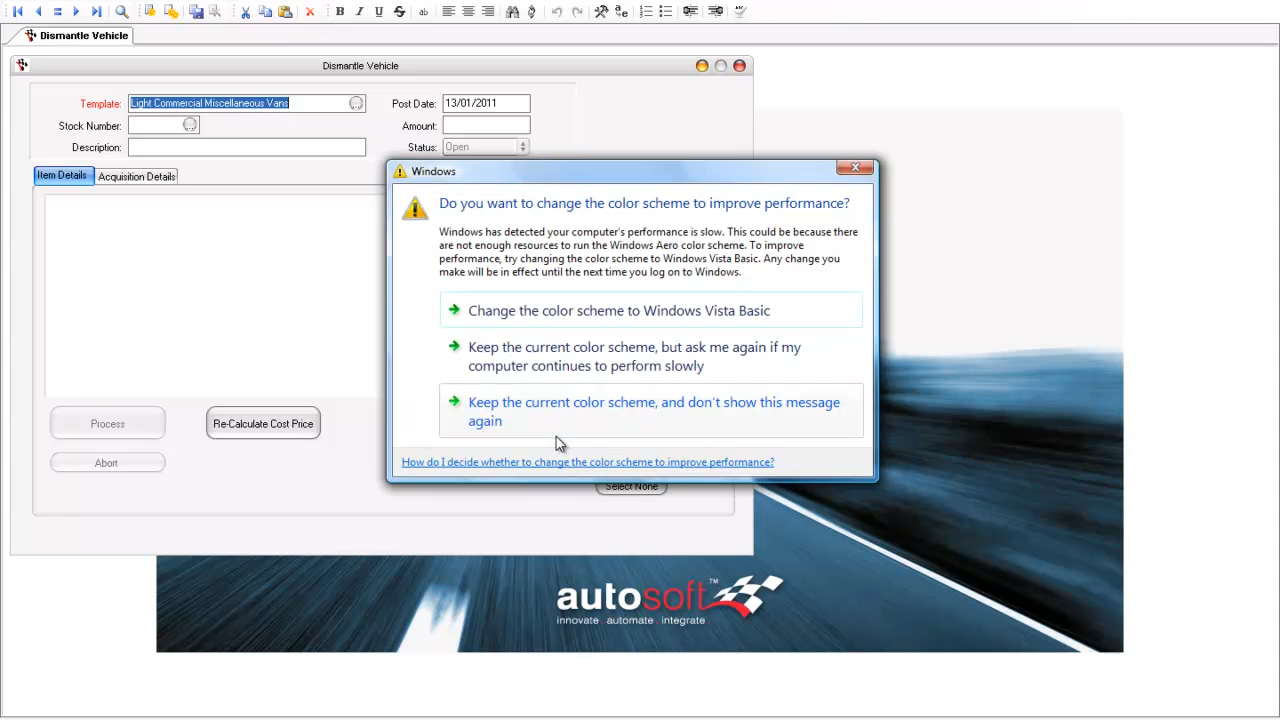 Dismantle Vehicle
Dismantle Vehicle
Template: Light Commercial Miscellaneous Vans Post Date: 13/01/2011
Stock Number: Amount:
Description: Status: Open
Item Details Acquisition Details
Windows
Do you want to change the color scheme to improve performance?
Windows has detected your computer's performance is slow. This could be because there
are not enough resources to run the Windows Aero color scheme. To improve
performance, try changing the color scheme to Windows Vista Basic. Any change you
make will be in effect until the next time you log on to Windows.
Change the color scheme to Windows Vista Basic
Keep the current color scheme, but ask me again if my
computer continues to perform slowly
Keep the current color scheme, and don't show this message
again
How do I decide whether to change the color scheme to improve performance?
Process
Re-Calculate Cost Price
Abort
Select None
autosoft™
innovate automate integrate